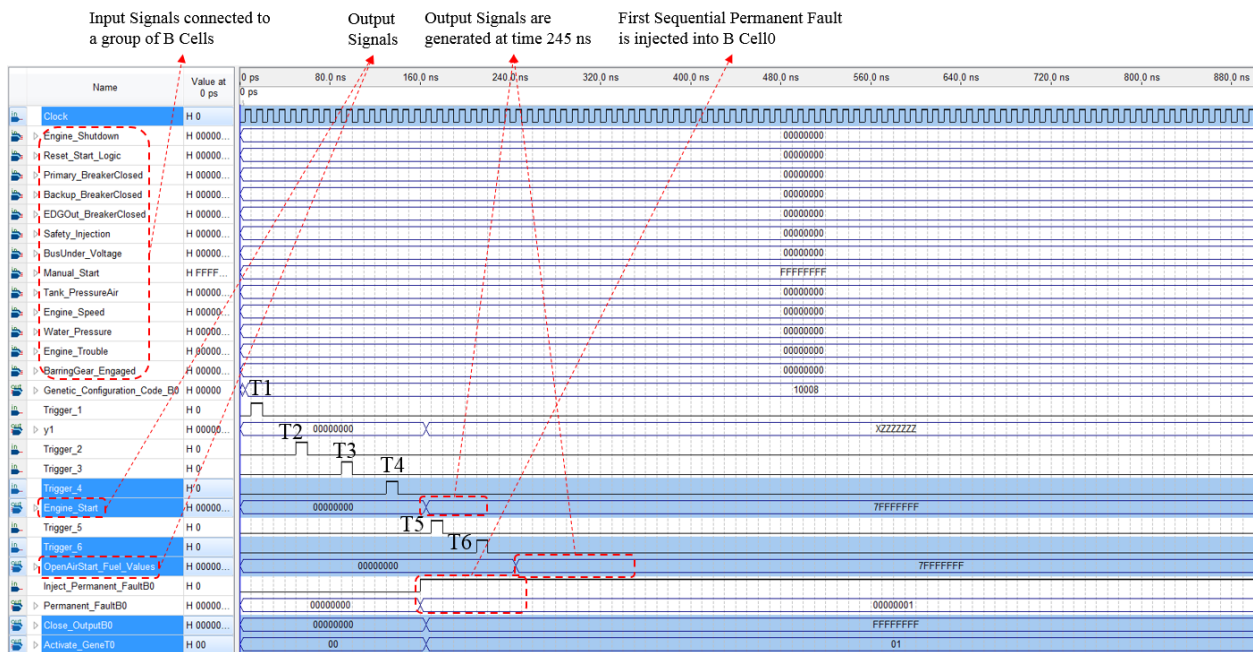 Input Signals connected to
a group of B Cells
Output
Signals
Output Signals are
generated at time 245 ns
First Sequential Permanent Fault
is injected into B Cell0
Name
Value at
0 ps
0 ps 80.0 ns 160.0 ns 240.0 ns 320.0 ns 400.0 ns 480.0 ns 560.0 ns 640.0 ns 720.0 ns 800.0 ns 880.0 ns
0 ps
Clock H 0
Engine_Shutdown H 00000... 00000000
Reset_Start_Logic H 00000... 00000000
Primary_BreakerClosed H 00000... 00000000
Backup_BreakerClosed H 00000... 00000000
EDGOut_BreakerClosed H 00000... 00000000
Safety_Injection H 00000... 00000000
BusUnder_Voltage H 00000... 00000000
Manual_Start H FFFF... FFFFFFFF
Tank_PressureAir H 00000... 00000000
Engine_Speed H 00000... 00000000
Water_Pressure H 00000... 00000000
Engine_Trouble H 00000... 00000000
BarringGear_Engaged H 00000... 00000000
Genetic_Configuration_Code_B0 H 00000 T1 10008
Trigger_1 H 0
y1 H 00000... 00000000 XZZZZZZZ
Trigger_2 H 0 T2
Trigger_3 H 0 T3
Trigger_4 H 0 T4
Engine_Start H 00000... 00000000 7FFFFFFF
Trigger_5 H 0 T5
Trigger_6 H 0 T6
OpenAirStart_Fuel_Values H 00000... 00000000 7FFFFFFF
Inject_Permanent_FaultB0 H 0
Permanent_FaultB0 H 00000... 00000000 00000001
Close_OutputB0 H 00000... 00000000 FFFFFFFF
Activate_GeneT0 H 00 00 01